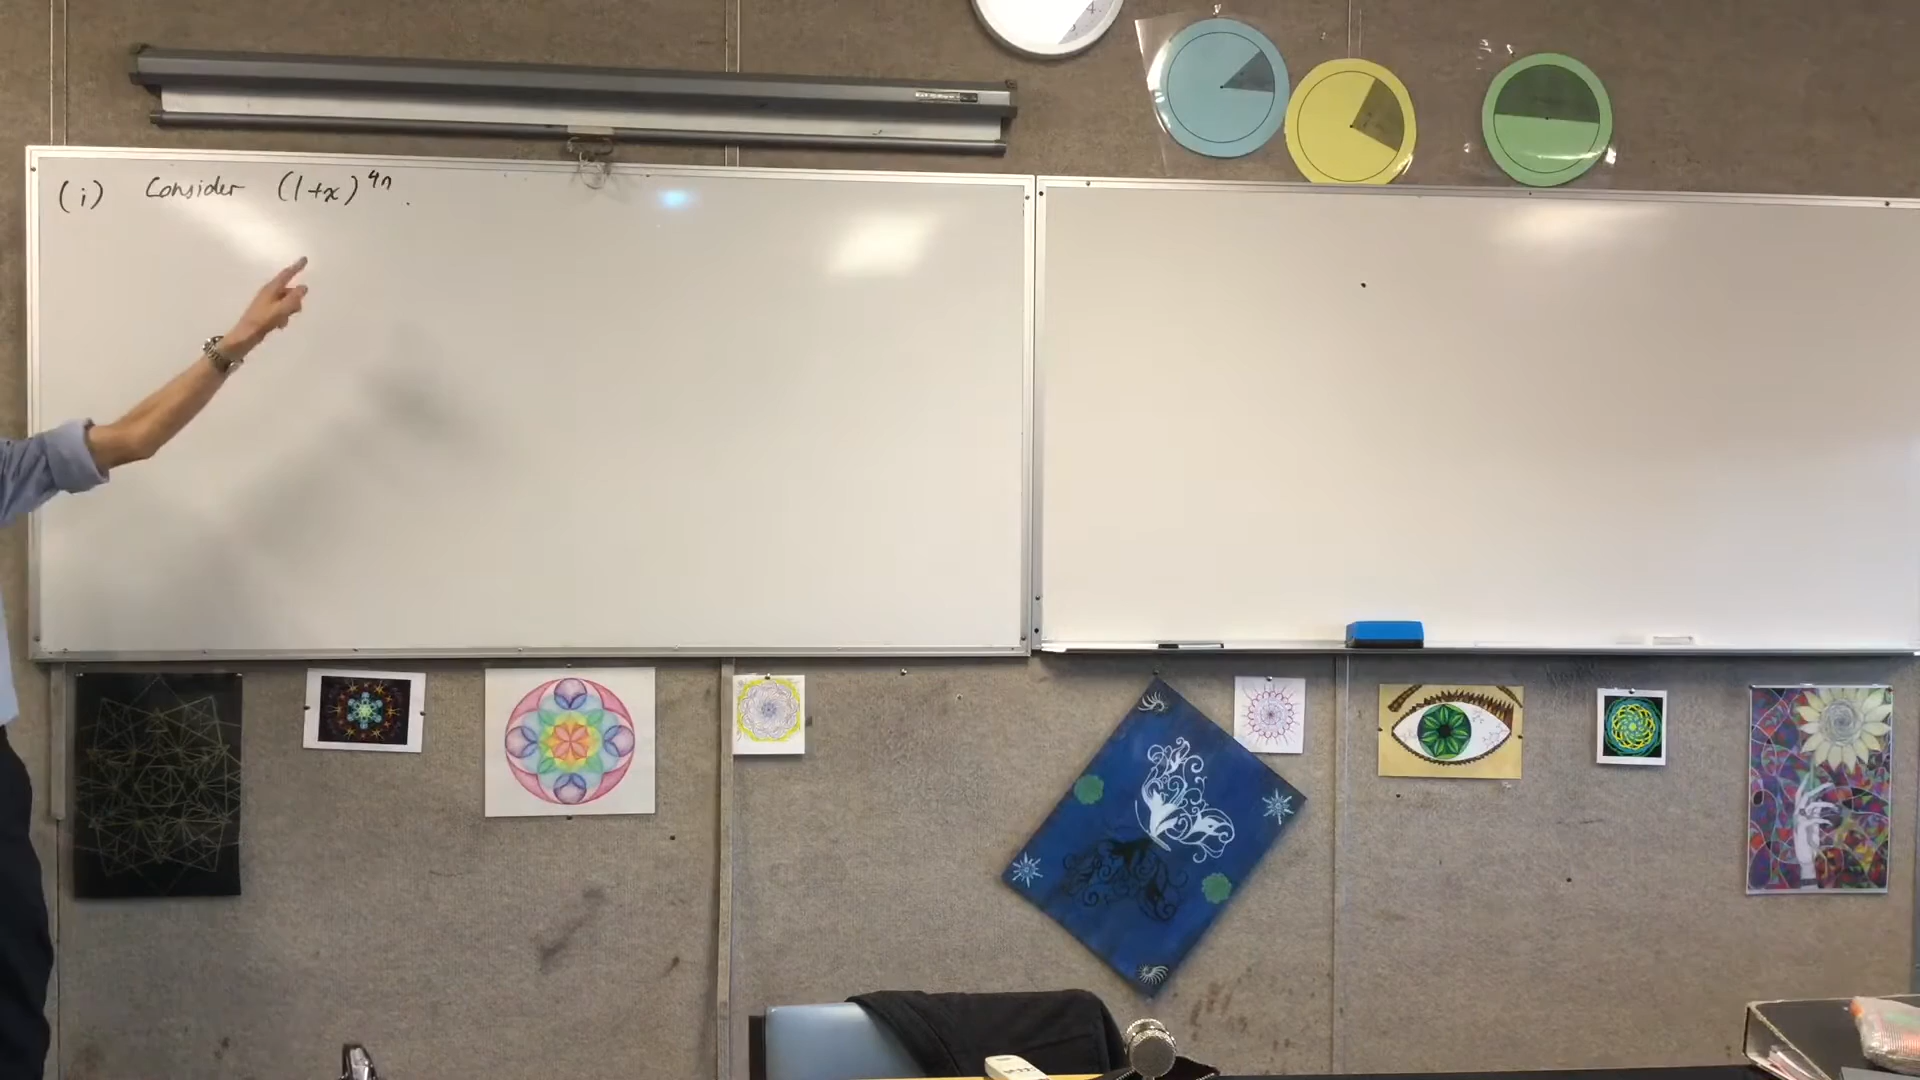 (i) Consider (1+x)^4n.